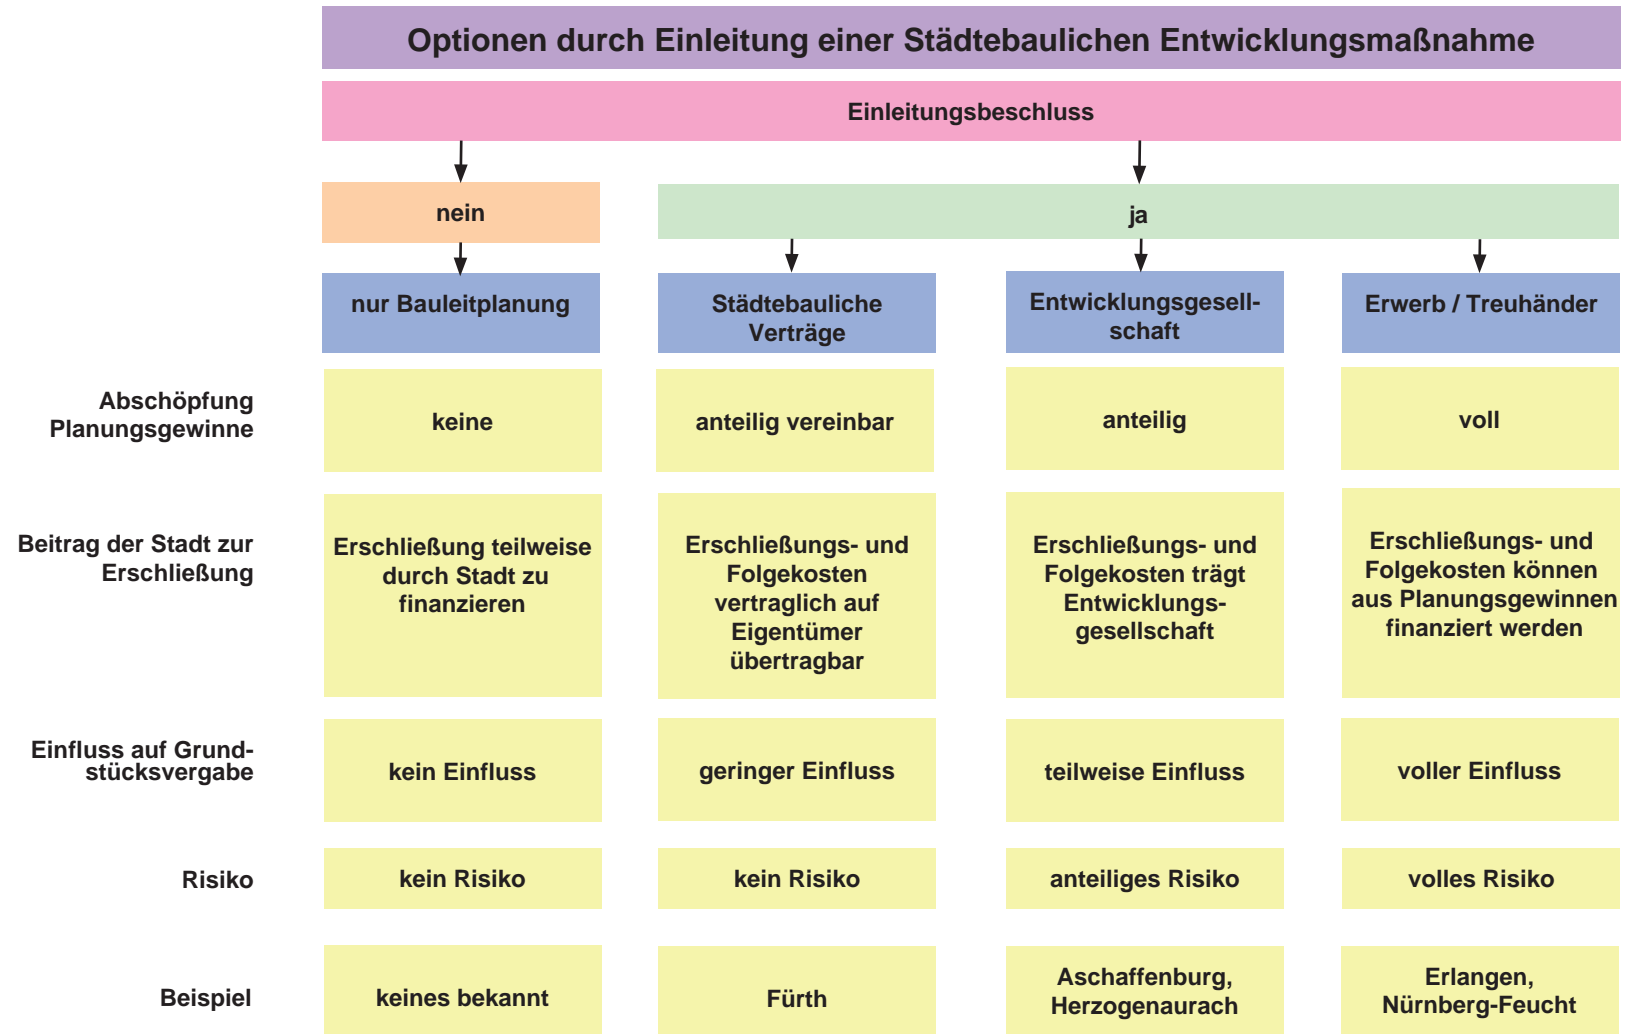 Optionen durch Einleitung einer Städtebaulichen Entwicklungsmaßnahme
Einleitungsbeschluss
nein
ja
nur Bauleitplanung
Städtebauliche
Verträge
Entwicklungsgesell-
schaft
Erwerb / Treuhänder
Abschöpfung
Planungsgewinne
keine
anteilig vereinbar
anteilig
voll
Beitrag der Stadt zur
Erschließung
Erschließung teilweise
durch Stadt zu
finanzieren
Erschließungs- und
Folgekosten
vertraglich auf
Eigentümer
übertragbar
Erschließungs- und
Folgekosten trägt
Entwicklungs-
gesellschaft
Erschließungs- und
Folgekosten können
aus Planungsgewinnen
finanziert werden
Einfluss auf Grund-
stücksvergabe
kein Einfluss
geringer Einfluss
teilweise Einfluss
voller Einfluss
Risiko
kein Risiko
kein Risiko
anteiliges Risiko
volles Risiko
Beispiel
keines bekannt
Fürth
Aschaffenburg,
Herzogenaurach
Erlangen,
Nürnberg-Feucht